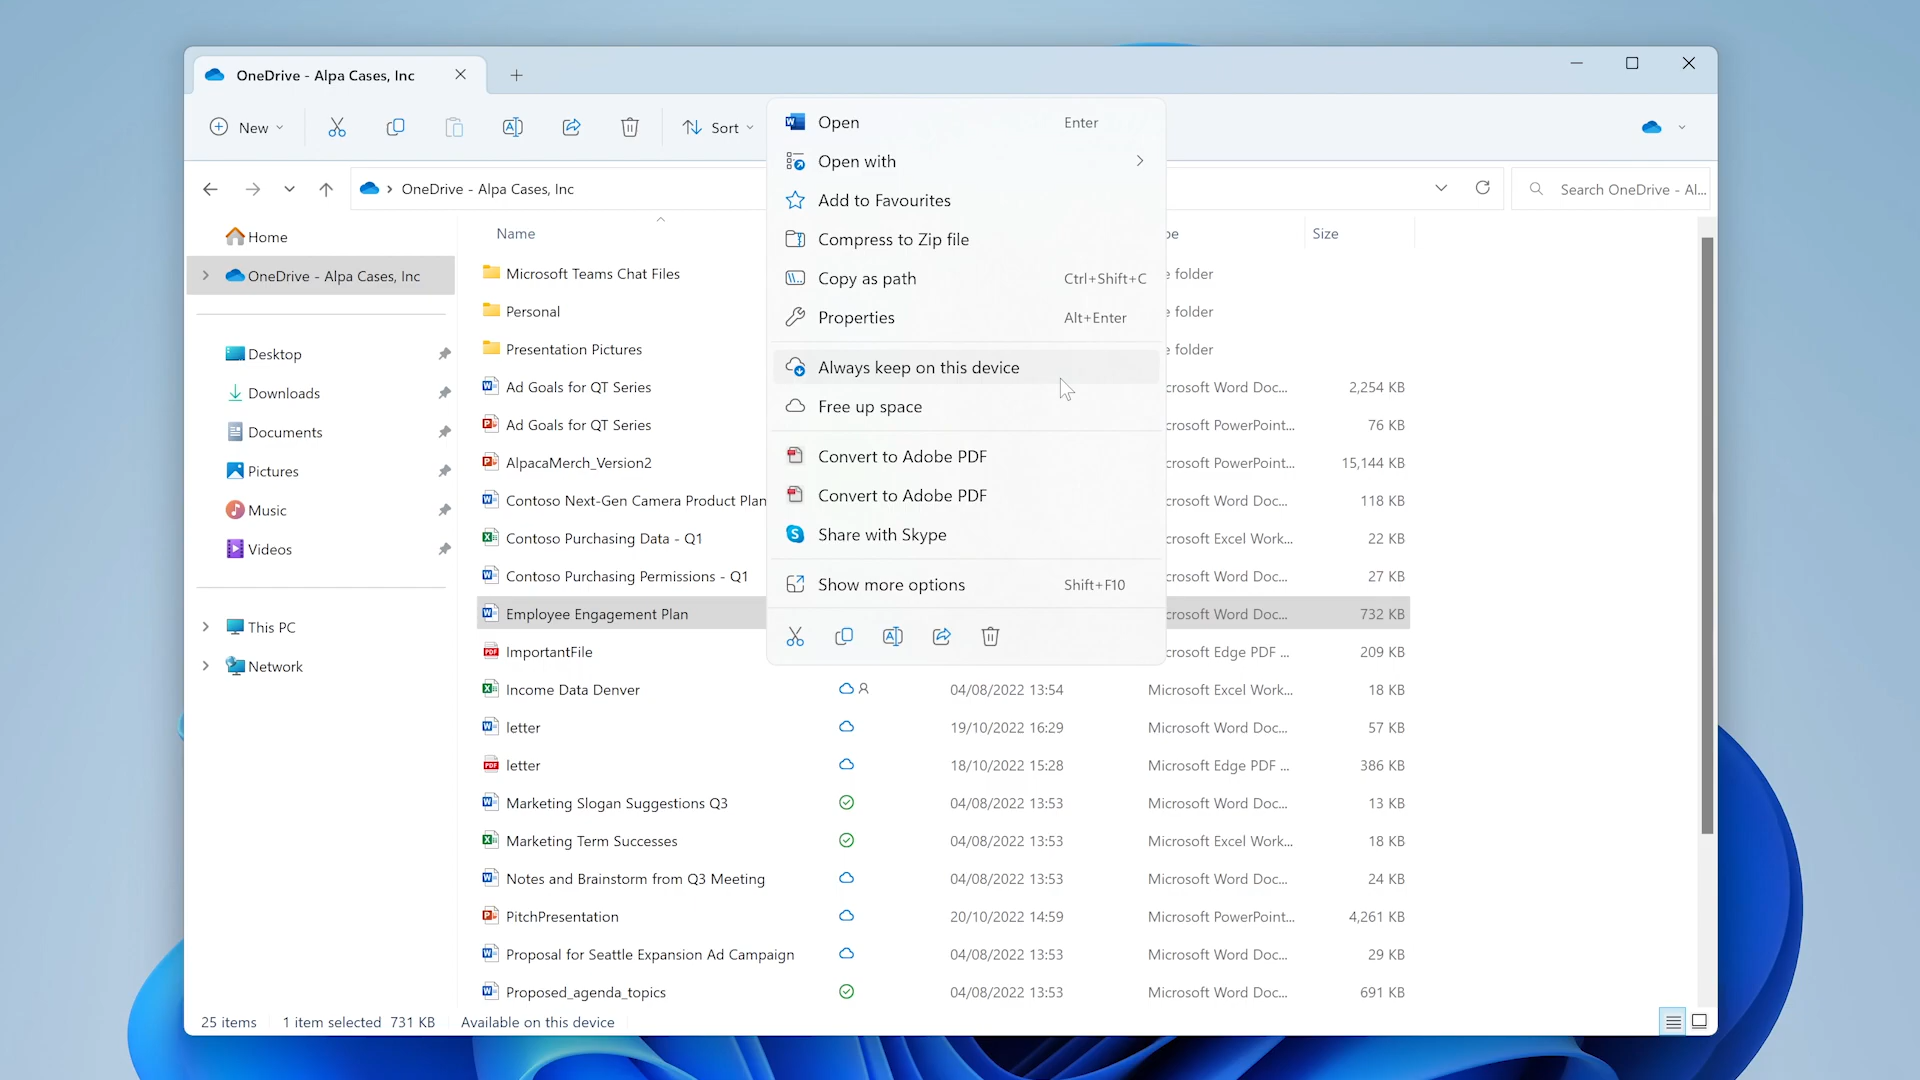 OneDrive - Alpa Cases, Inc
New
Sort
OneDrive - Alpa Cases, Inc
Search OneDrive - Al...
Home
OneDrive - Alpa Cases, Inc
Desktop
Downloads
Documents
Pictures
Music
Videos
This PC
Network
Open Enter
Open with
Add to Favourites
Compress to Zip file
Copy as path Ctrl+Shift+C
Properties Alt+Enter
Always keep on this device
Free up space
Convert to Adobe PDF
Convert to Adobe PDF
Share with Skype
Show more options Shift+F10
Name pe Size
Microsoft Teams Chat Files e folder
Personal e folder
Presentation Pictures e folder
Ad Goals for QT Series crosoft Word Doc... 2,254 KB
Ad Goals for QT Series crosoft PowerPoint... 76 KB
AlpacaMerch_Version2 crosoft PowerPoint... 15,144 KB
Contoso Next-Gen Camera Product Plan crosoft Word Doc... 118 KB
Contoso Purchasing Data - Q1 crosoft Excel Work... 22 KB
Contoso Purchasing Permissions - Q1 crosoft Word Doc... 27 KB
Employee Engagement Plan crosoft Word Doc... 732 KB
ImportantFile crosoft Edge PDF ... 209 KB
Income Data Denver 04/08/2022 13:54 Microsoft Excel Work... 18 KB
letter 19/10/2022 16:29 Microsoft Word Doc... 57 KB
letter 18/10/2022 15:28 Microsoft Edge PDF ... 386 KB
Marketing Slogan Suggestions Q3 04/08/2022 13:53 Microsoft Word Doc... 13 KB
Marketing Term Successes 04/08/2022 13:53 Microsoft Excel Work... 18 KB
Notes and Brainstorm from Q3 Meeting 04/08/2022 13:53 Microsoft Word Doc... 24 KB
PitchPresentation 20/10/2022 14:59 Microsoft PowerPoint... 4,261 KB
Proposal for Seattle Expansion Ad Campaign 04/08/2022 13:53 Microsoft Word Doc... 29 KB
Proposed_agenda_topics 04/08/2022 13:53 Microsoft Word Doc... 691 KB
25 items 1 item selected 731 KB Available on this device